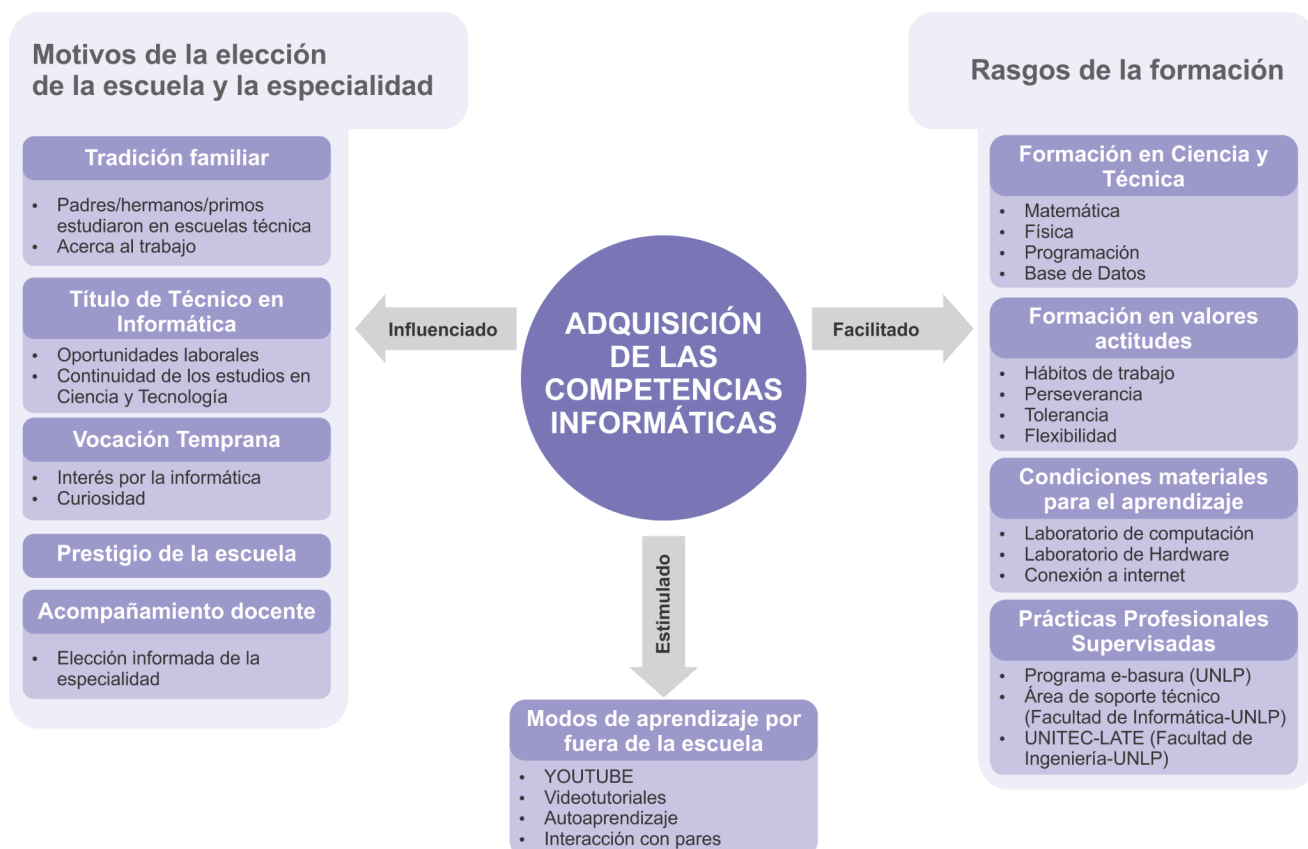 Motivos de la elección
de la escuela y la especialidad
Tradición familiar
• Padres/hermanos/primos
estudiaron en escuelas técnica
• Acerca al trabajo
Título de Técnico en
Informática
• Oportunidades laborales
• Continuidad de los estudios en
Ciencia y Tecnología
Vocación Temprana
• Interés por la informática
• Curiosidad
Prestigio de la escuela
Acompañamiento docente
• Elección informada de la
especialidad
Influenciado
ADQUISICIÓN
DE LAS
COMPETENCIAS
INFORMÁTICAS
Facilitado
Estimulado
Modos de aprendizaje por
fuera de la escuela
• YOUTUBE
• Videotutoriales
• Autoaprendizaje
• Interacción con pares
Rasgos de la formación
Formación en Ciencia y
Técnica
• Matemática
• Física
• Programación
• Base de Datos
Formación en valores
actitudes
• Hábitos de trabajo
• Perseverancia
• Tolerancia
• Flexibilidad
Condiciones materiales
para el aprendizaje
• Laboratorio de computación
• Laboratorio de Hardware
• Conexión a internet
Prácticas Profesionales
Supervisadas
• Programa e-basura (UNLP)
• Área de soporte técnico
(Facultad de Informática-UNLP)
• UNITEC-LATE (Facultad de
Ingeniería-UNLP)